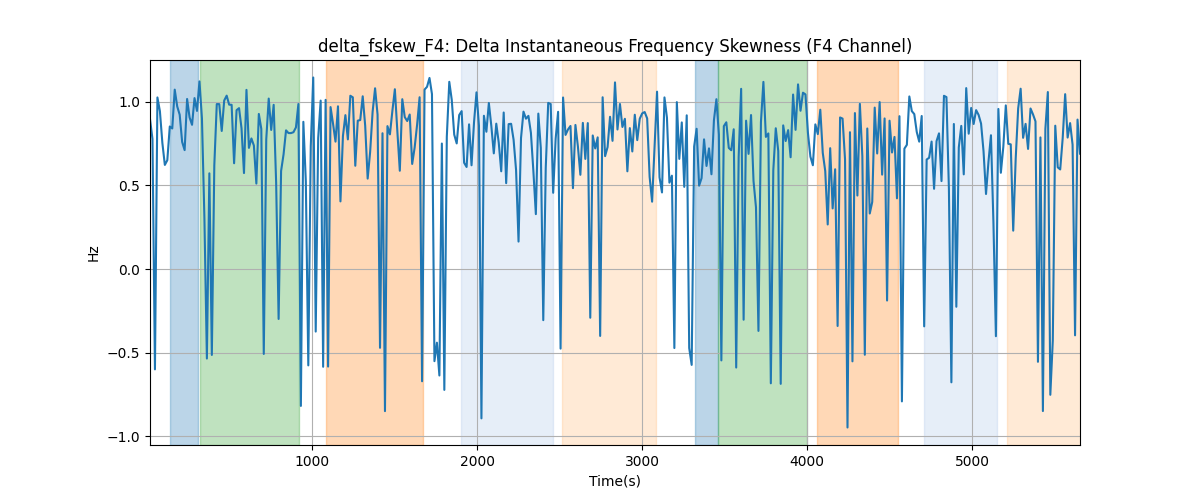 delta_fskew_F4: Delta Instantaneous Frequency Skewness (F4 Channel)
1.0
0.5
0.0
−0.5
−1.0
Hz
1000 2000 3000 4000 5000
Time(s)